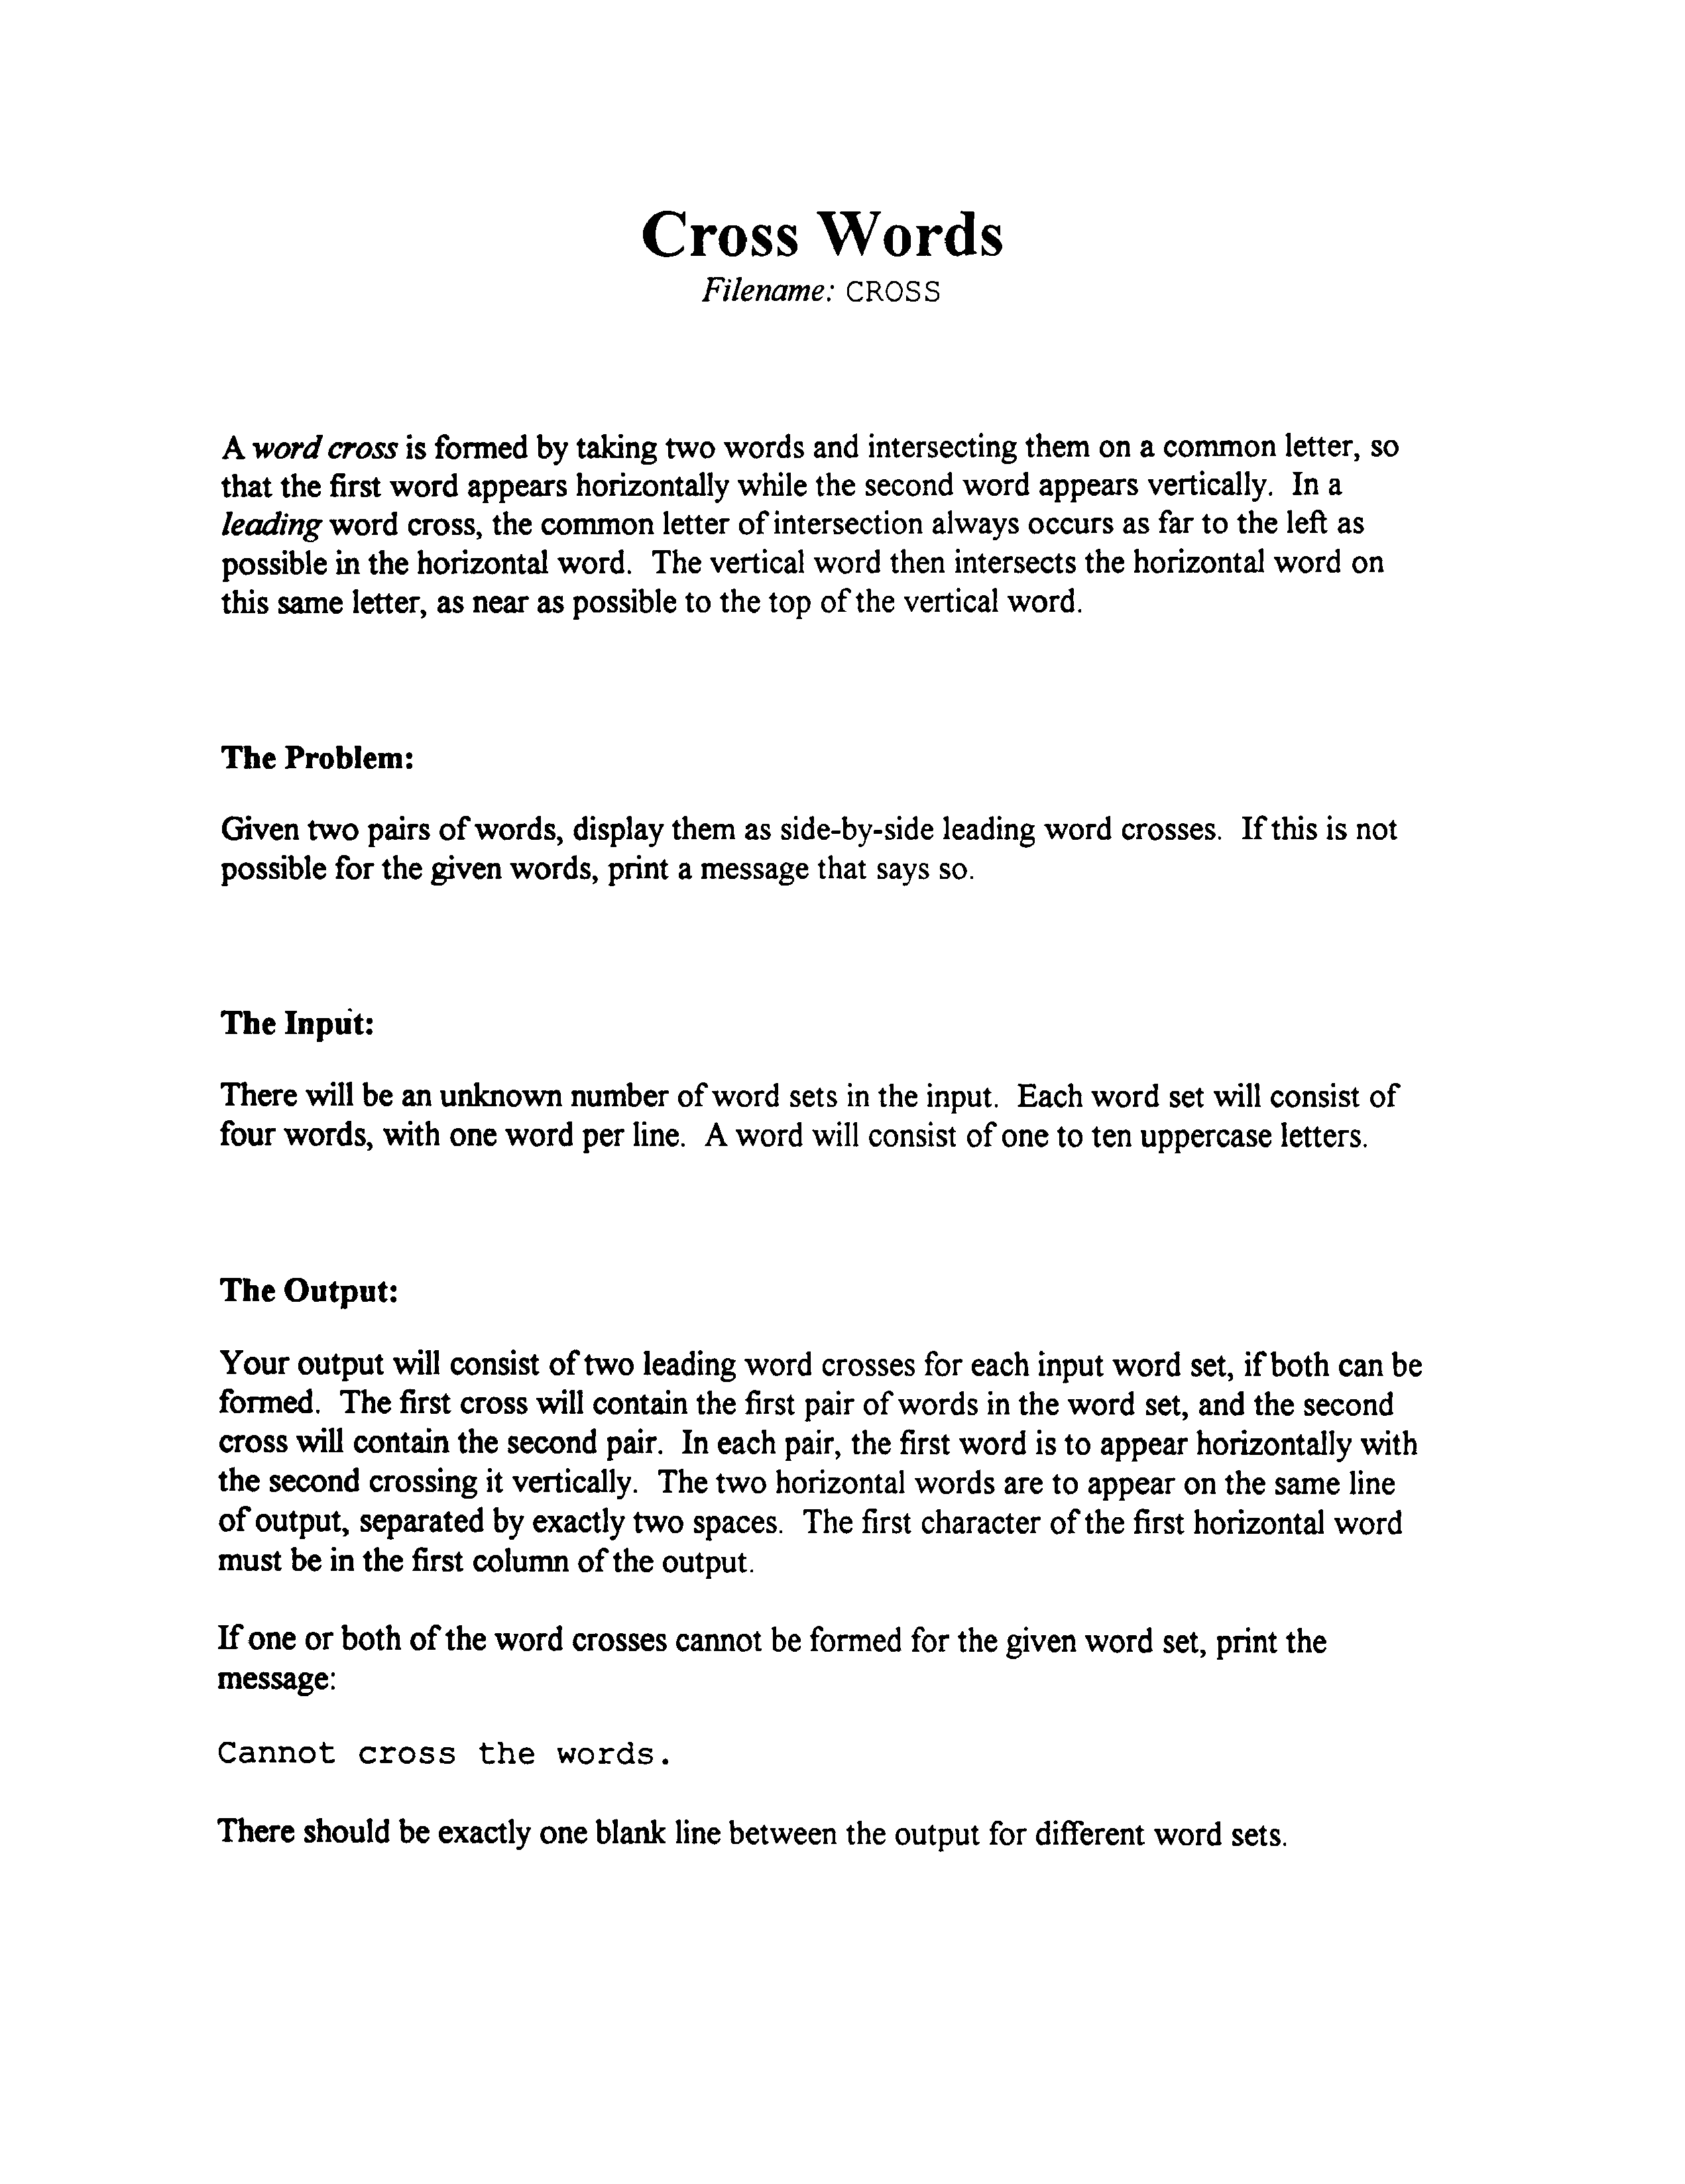 Cross Words
Filename: CROSS
A word cross is formed by taking two words and intersecting them on a common letter, so
that the first word appears horizontally while the second word appears vertically. In a
leading word cross, the common letter of intersection always occurs as far to the left as
possible in the horizontal word. The vertical word then intersects the horizontal word on
this same letter, as near as possible to the top of the vertical word.
The Problem:
Given two pairs of words, display them as side-by-side leading word crosses. If this is not
possible for the given words, print a message that says so.
The Input:
There will be an unknown number of word sets in the input. Each word set will consist of
four words, with one word per line. A word will consist of one to ten uppercase letters.
The Output:
Your output will consist of two leading word crosses for each input word set, if both can be
formed. The first cross will contain the first pair of words in the word set, and the second
cross will contain the second pair. In each pair, the first word is to appear horizontally with
the second crossing it vertically. The two horizontal words are to appear on the same line
of output, separated by exactly two spaces. The first character of the first horizontal word
must be in the first column of the output.
If one or both of the word crosses cannot be formed for the given word set, print the
message:
Cannot cross the words.
There should be exactly one blank line between the output for different word sets.